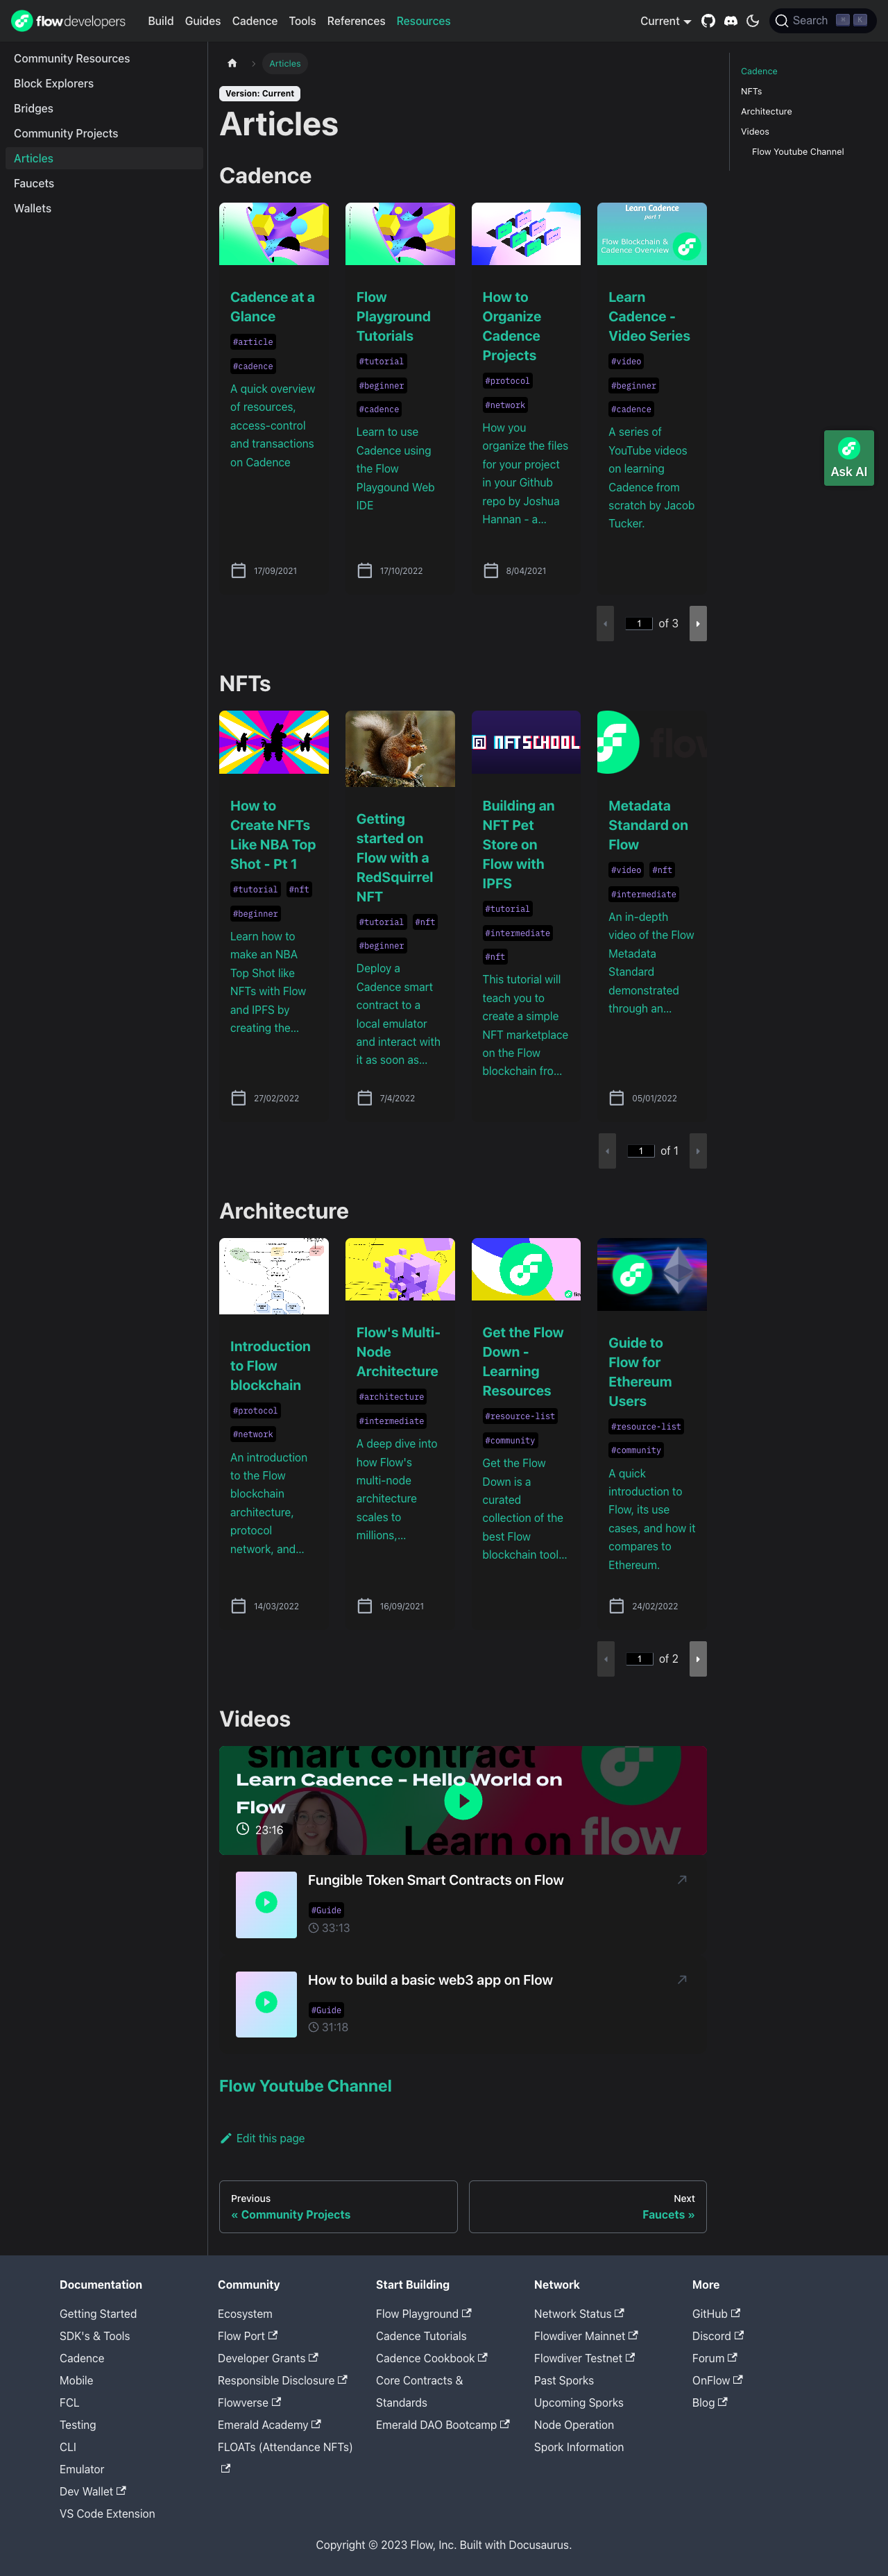 flowdevelopers Build Guides Cadence Tools References Resources Current Search ⌘ K
Community Resources
Block Explorers
Bridges
Community Projects
Articles
Faucets
Wallets
Articles
Version: Current
Articles
Cadence
NFTs
Architecture
Videos
Flow Youtube Channel
Ask AI
Cadence
Cadence at a
Glance
#article
#cadence
A quick overview
of resources,
access-control
and transactions
on Cadence
17/09/2021
Flow
Playground
Tutorials
#tutorial
#beginner
#cadence
Learn to use
Cadence using
the Flow
Playgound Web
IDE
17/10/2022
How to
Organize
Cadence
Projects
#protocol
#network
How you
organize the files
for your project
in your Github
repo by Joshua
Hannan - a...
8/04/2021
Learn Cadence
part 1
Flow Blockchain &
Cadence Overview
Learn
Cadence -
Video Series
#video
#beginner
#cadence
A series of
YouTube videos
on learning
Cadence from
scratch by Jacob
Tucker.
1 of 3
NFTs
How to
Create NFTs
Like NBA Top
Shot - Pt 1
#tutorial #nft
#beginner
Learn how to
make an NBA
Top Shot like
NFTs with Flow
and IPFS by
creating the...
27/02/2022
Getting
started on
Flow with a
RedSquirrel
NFT
#tutorial #nft
#beginner
Deploy a
Cadence smart
contract to a
local emulator
and interact with
it as soon as...
7/4/2022
NFTSCHOOL
Building an
NFT Pet
Store on
Flow with
IPFS
#tutorial
#intermediate
#nft
This tutorial will
teach you to
create a simple
NFT marketplace
on the Flow
blockchain fro...
flow
Metadata
Standard on
Flow
#video #nft
#intermediate
An in-depth
video of the Flow
Metadata
Standard
demonstrated
through an...
05/01/2022
1 of 1
Architecture
Introduction
to Flow
blockchain
#protocol
#network
An introduction
to the Flow
blockchain
architecture,
protocol
network, and...
14/03/2022
Flow's Multi-
Node
Architecture
#architecture
#intermediate
A deep dive into
how Flow's
multi-node
architecture
scales to
millions,...
16/09/2021
Get the Flow
Down -
Learning
Resources
#resource-list
#community
Get the Flow
Down is a
curated
collection of the
best Flow
blockchain tool...
Guide to
Flow for
Ethereum
Users
#resource-list
#community
A quick
introduction to
Flow, its use
cases, and how it
compares to
Ethereum.
24/02/2022
1 of 2
Videos
smart contract
Learn Cadence - Hello World on
Flow
23:16
Learn on flow
Fungible Token Smart Contracts on Flow
#Guide
33:13
How to build a basic web3 app on Flow
#Guide
31:18
Flow Youtube Channel
Edit this page
Previous
« Community Projects
Next
Faucets »
Documentation
Getting Started
SDK's & Tools
Cadence
Mobile
FCL
Testing
CLI
Emulator
Dev Wallet
VS Code Extension
Community
Ecosystem
Flow Port
Developer Grants
Responsible Disclosure
Flowverse
Emerald Academy
FLOATs (Attendance NFTs)
Start Building
Flow Playground
Cadence Tutorials
Cadence Cookbook
Core Contracts &
Standards
Emerald DAO Bootcamp
Network
Network Status
Flowdiver Mainnet
Flowdiver Testnet
Past Sporks
Upcoming Sporks
Node Operation
Spork Information
More
GitHub
Discord
Forum
OnFlow
Blog
Copyright © 2023 Flow, Inc. Built with Docusaurus.